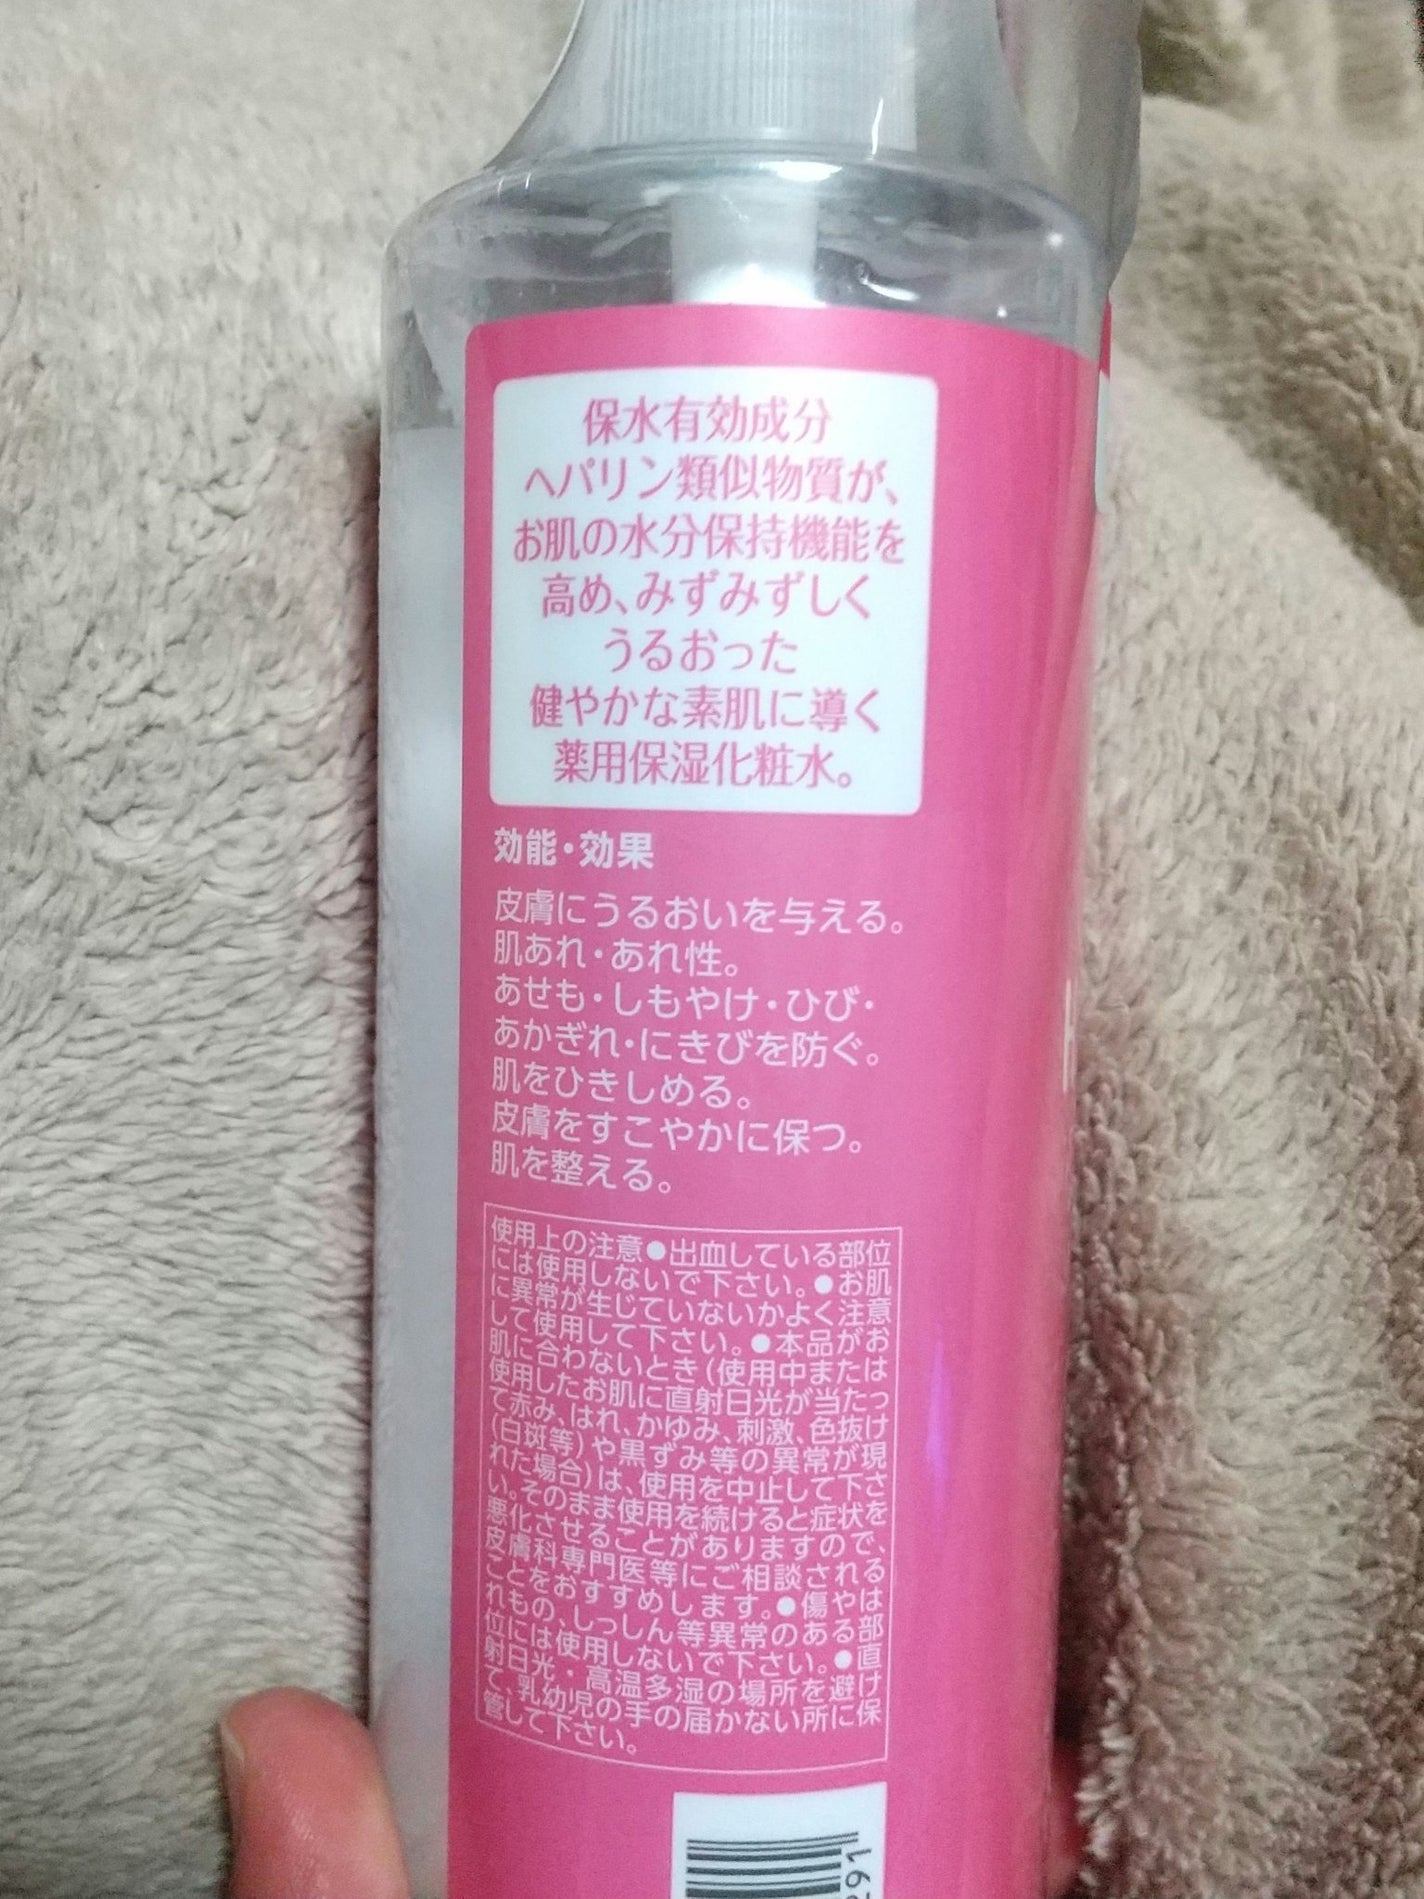 保水有効成分
ヘパリン類似物質が、
お肌の水分保持機能を
高め、みずみずしく
うるおった
健やかな素肌に導く
薬用保湿化粧水。
効能・効果
皮膚にうるおいを与える。
肌あれ・あれ性。
あせも・しもやけ・ひび・
あかぎれ・にきびを防ぐ。
肌をひきしめる。
皮膚をすこやかに保つ。
肌を整える。
使用上の注意●出血している部位
には使用しないで下さい。●お肌
に異常が生じていないかよく注意
して使用して下さい。●本品がお
肌に合わないとき(使用中または
使用したお肌に直射日光が当たっ
て赤み、はれ、かゆみ、刺激、色抜け
(白斑等)や黒ずみ等の異常が現
れた場合)は、使用を中止して下さ
い。そのまま使用を続けると症状を
悪化させることがありますので、
皮膚科専門医等にご相談される
ことをおすすめします。●傷やは
れもの、しっしん等異常のある部
位には使用しないで下さい。●直
射日光・高温多湿の場所を避け
て、乳幼児の手の届かない所に保
管して下さい。
291